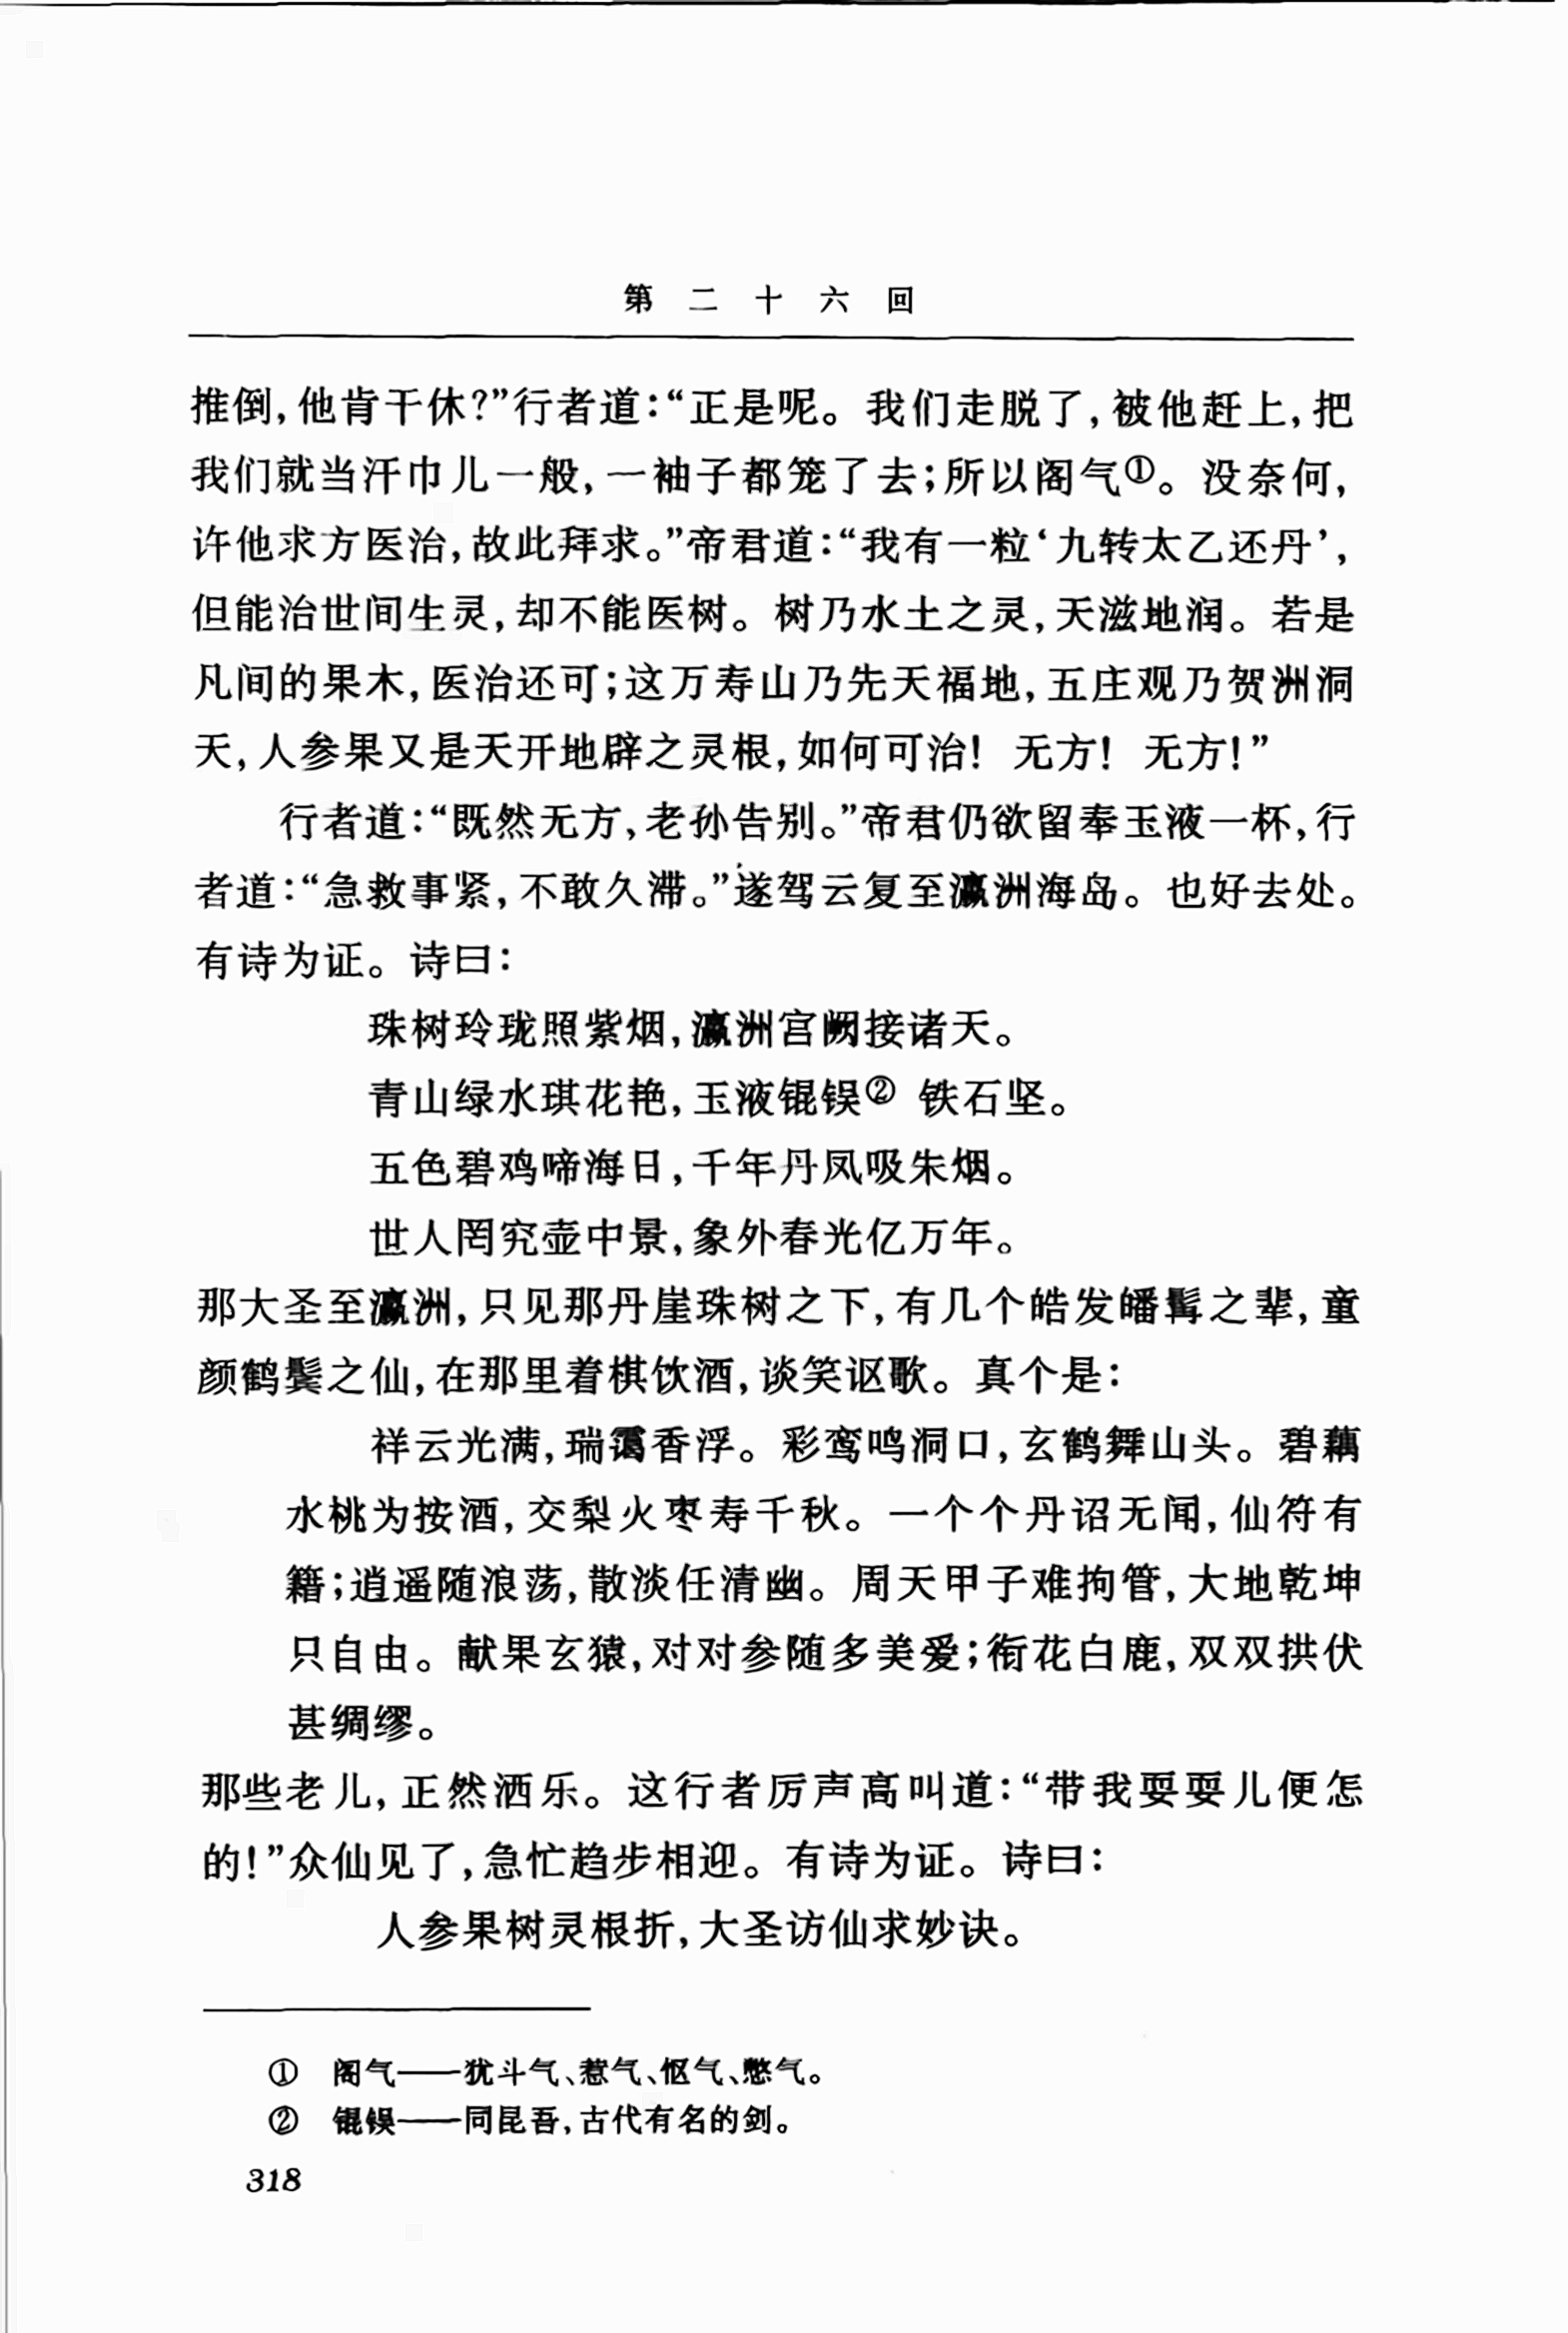 第二十六回
推倒,他肯干休?”行者道:“正是呢。我们走脱了,被他赶上,把
我们就当汗巾儿一般,一袖子都笼了去;所以阁气①。没奈何,
许他求方医治,故此拜求。”帝君道:“我有一粒‘九转太乙还丹’,
但能治世间生灵,却不能医树。树乃水土之灵,天滋地润。若是
凡间的果木,医治还可;这万寿山乃先天福地,五庄观乃贺洲洞
天,人参果又是天开地辟之灵根,如何可治! 无方! 无方!”
行者道:“既然无方,老孙告别。”帝君仍欲留奉玉液一杯,行
者道:“急救事紧,不敢久滞。”遂驾云复至瀛洲海岛。也好去处。
有诗为证。诗曰:
珠树玲珑照紫烟,瀛洲宫阙接诸天。
青山绿水琪花艳,玉液锟铻② 铁石坚。
五色碧鸡啼海日,千年丹凤吸朱烟。
世人罔究壶中景,象外春光亿万年。
那大圣至瀛洲,只见那丹崖珠树之下,有几个皓发皤髯之辈,童
颜鹤鬓之仙,在那里着棋饮酒,谈笑讴歌。真个是:
祥云光满,瑞霭香浮。彩鸾鸣洞口,玄鹤舞山头。碧藕
水桃为按酒,交梨火枣寿千秋。一个个丹诏无闻,仙符有
籍;逍遥随浪荡,散淡任清幽。周天甲子难拘管,大地乾坤
只自由。献果玄猿,对对参随多美爱;衔花白鹿,双双拱伏
甚绸缪。
那些老儿,正然洒乐。这行者厉声高叫道:“带我耍耍儿便怎
的!”众仙见了,急忙趋步相迎。有诗为证。诗曰:
人参果树灵根折,大圣访仙求妙诀。
① 阁气——犹斗气、惹气、怄气、憋气。
② 锟铻——同昆吾,古代有名的剑。
318